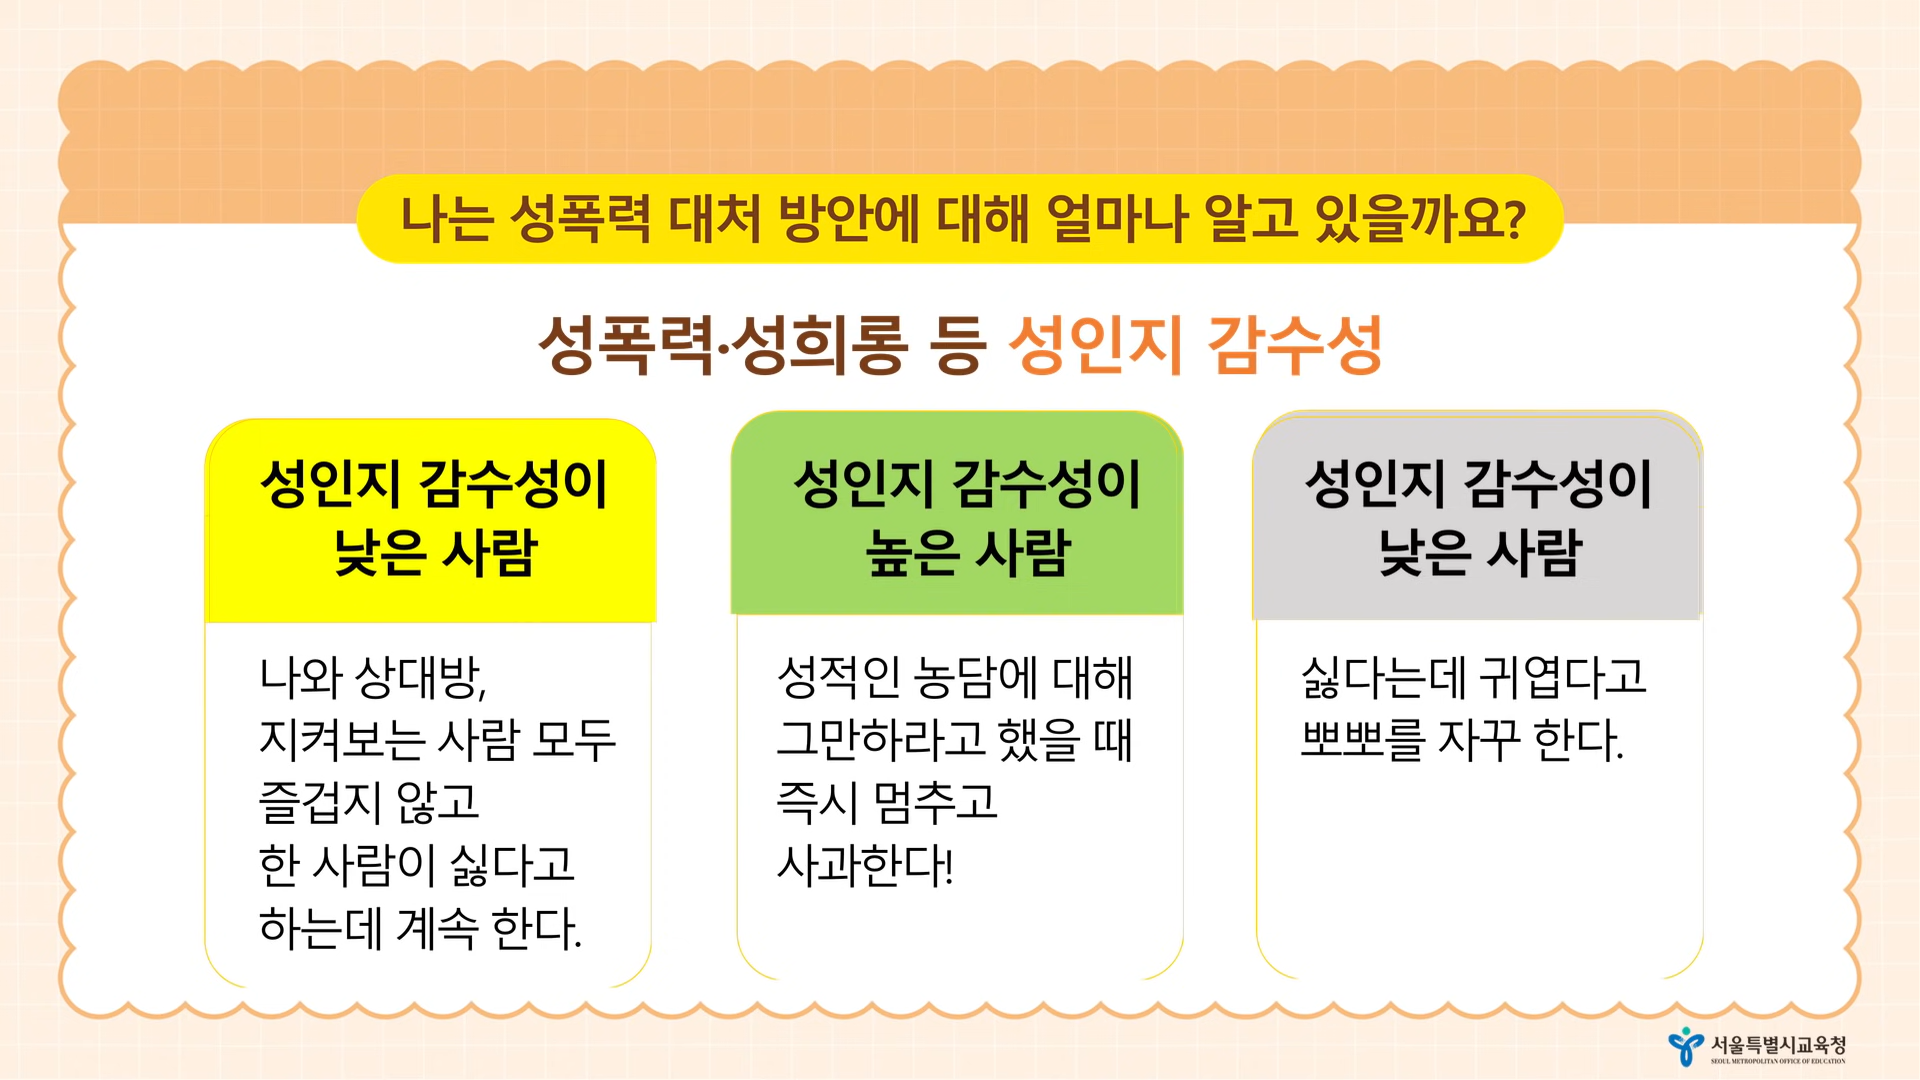 나는 성폭력 대처 방안에 대해 얼마나 알고 있을까요?
성폭력·성희롱 등 성인지 감수성
성인지 감수성이
낮은 사람
나와 상대방,
지켜보는 사람 모두
즐겁지 않고
한 사람이 싫다고
하는데 계속 한다.
성인지 감수성이
높은 사람
성적인 농담에 대해
그만하라고 했을 때
즉시 멈추고
사과한다!
성인지 감수성이
낮은 사람
싫다는데 귀엽다고
뽀뽀를 자꾸 한다.
서울특별시교육청
SEOUL METROPOLITAN OFFICE OF EDUCATION